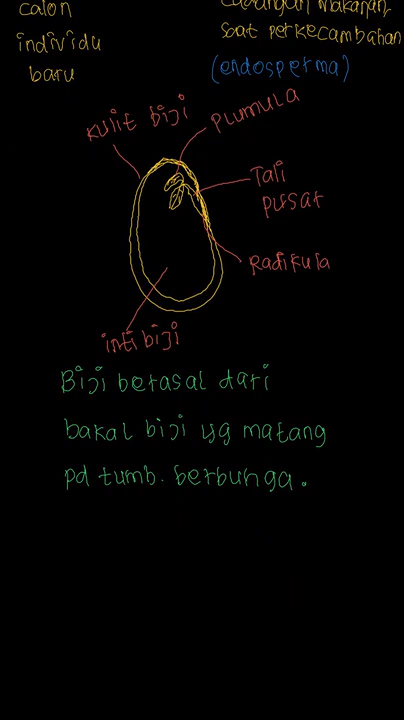 calon
individu
baru
cadangan makanan
saat perkecambahan
(endosperma)
kulit biji
plumula
Tali
pusat
Radikula
inti biji
Biji berasal dari
bakal biji yg matang
pd tumb. berbunga.